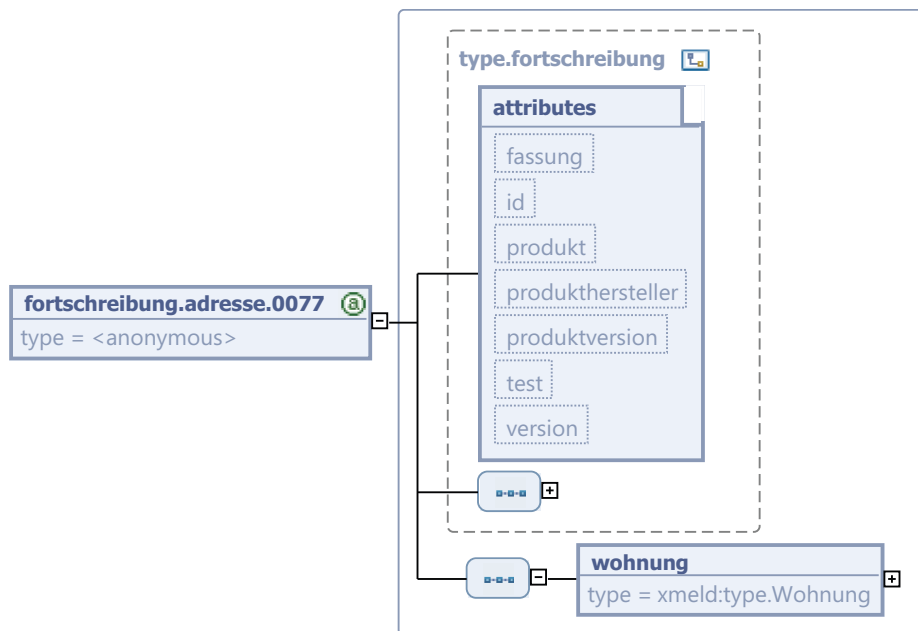 type.fortschreibung
attributes
fassung
id
produkt
produkthersteller
produktversion
test
version
fortschreibung.adresse.0077 @
type = <anonymous>
wohnung
type = xmeld:type.Wohnung